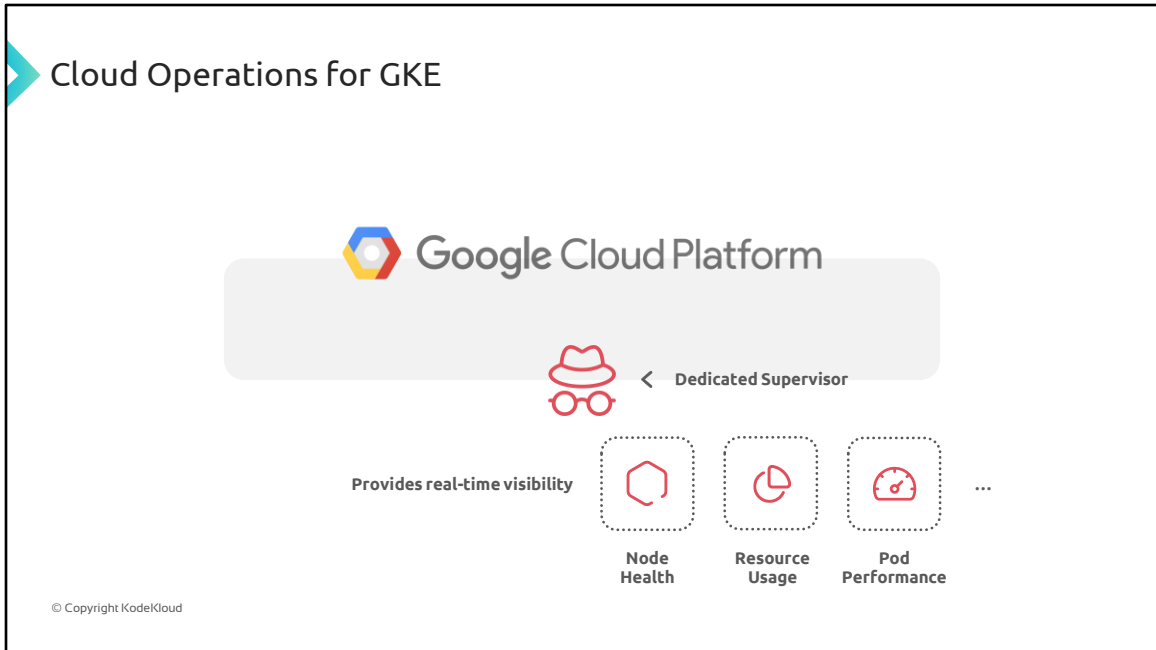 Cloud Operations for GKE
Google Cloud Platform
Dedicated Supervisor
Provides real-time visibility
...
Node
Health
Resource
Usage
Pod
Performance
© Copyright KodeKloud